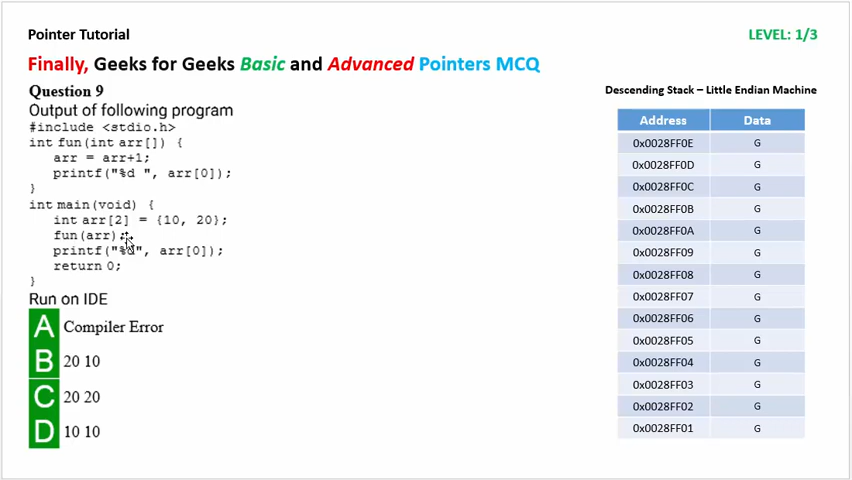 Pointer Tutorial
LEVEL: 1/3
Finally, Geeks for Geeks Basic and Advanced Pointers MCQ
Question 9
Output of following program
#include <stdio.h>
int fun(int arr[]) {
arr = arr+1;
printf("%d ", arr[0]);
}
int main(void) {
int arr[2] = {10, 20};
fun(arr);
printf("%d", arr[0]);
return 0;
}
Run on IDE
A Compiler Error
B 20 10
C 20 20
D 10 10
Descending Stack – Little Endian Machine
Address Data
0x0028FF0E G
0x0028FF0D G
0x0028FF0C G
0x0028FF0B G
0x0028FF0A G
0x0028FF09 G
0x0028FF08 G
0x0028FF07 G
0x0028FF06 G
0x0028FF05 G
0x0028FF04 G
0x0028FF03 G
0x0028FF02 G
0x0028FF01 G